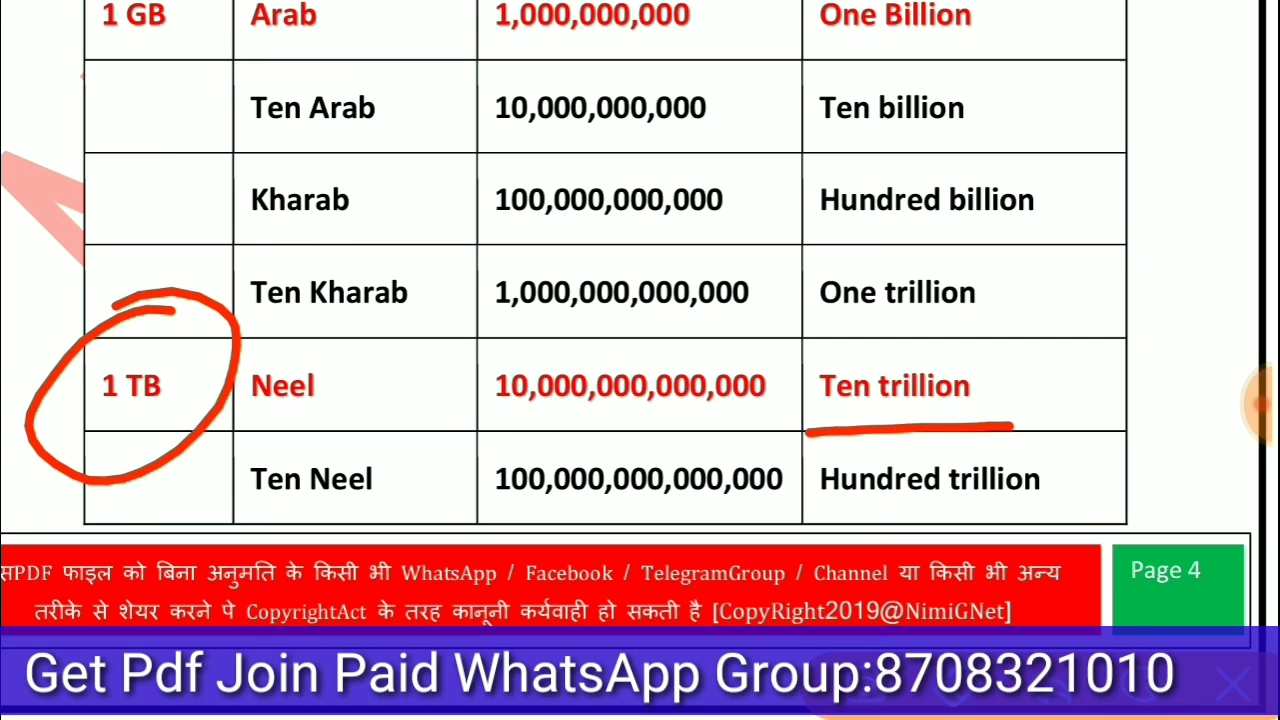 1 GB Arab 1,000,000,000 One Billion
Ten Arab 10,000,000,000 Ten billion
Kharab 100,000,000,000 Hundred billion
Ten Kharab 1,000,000,000,000 One trillion
1 TB Neel 10,000,000,000,000 Ten trillion
Ten Neel 100,000,000,000,000 Hundred trillion
सPDF फाइल को बिना अनुमति के किसी भी WhatsApp / Facebook / TelegramGroup / Channel या किसी भी अन्य
तरीके से शेयर करने पे CopyrightAct के तरह कानूनी कर्यवाही हो सकती है [CopyRight2019@NimiGNet]
Page 4
Get Pdf Join Paid WhatsApp Group:8708321010